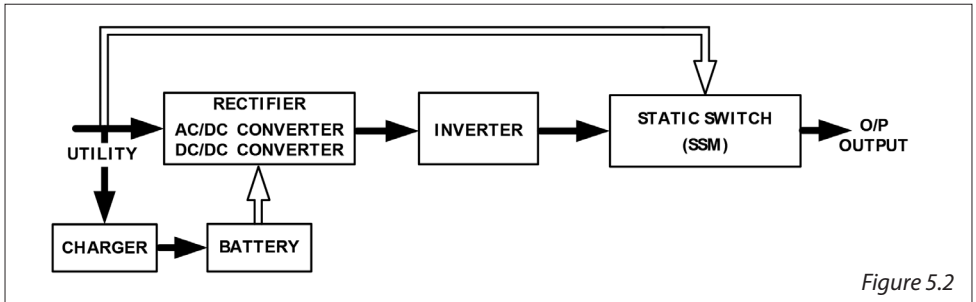 RECTIFIER
AC/DC CONVERTER
DC/DC CONVERTER
INVERTER
STATIC SWITCH
(SSM)
O/P
OUTPUT
UTILITY
CHARGER
BATTERY
Figure 5.2